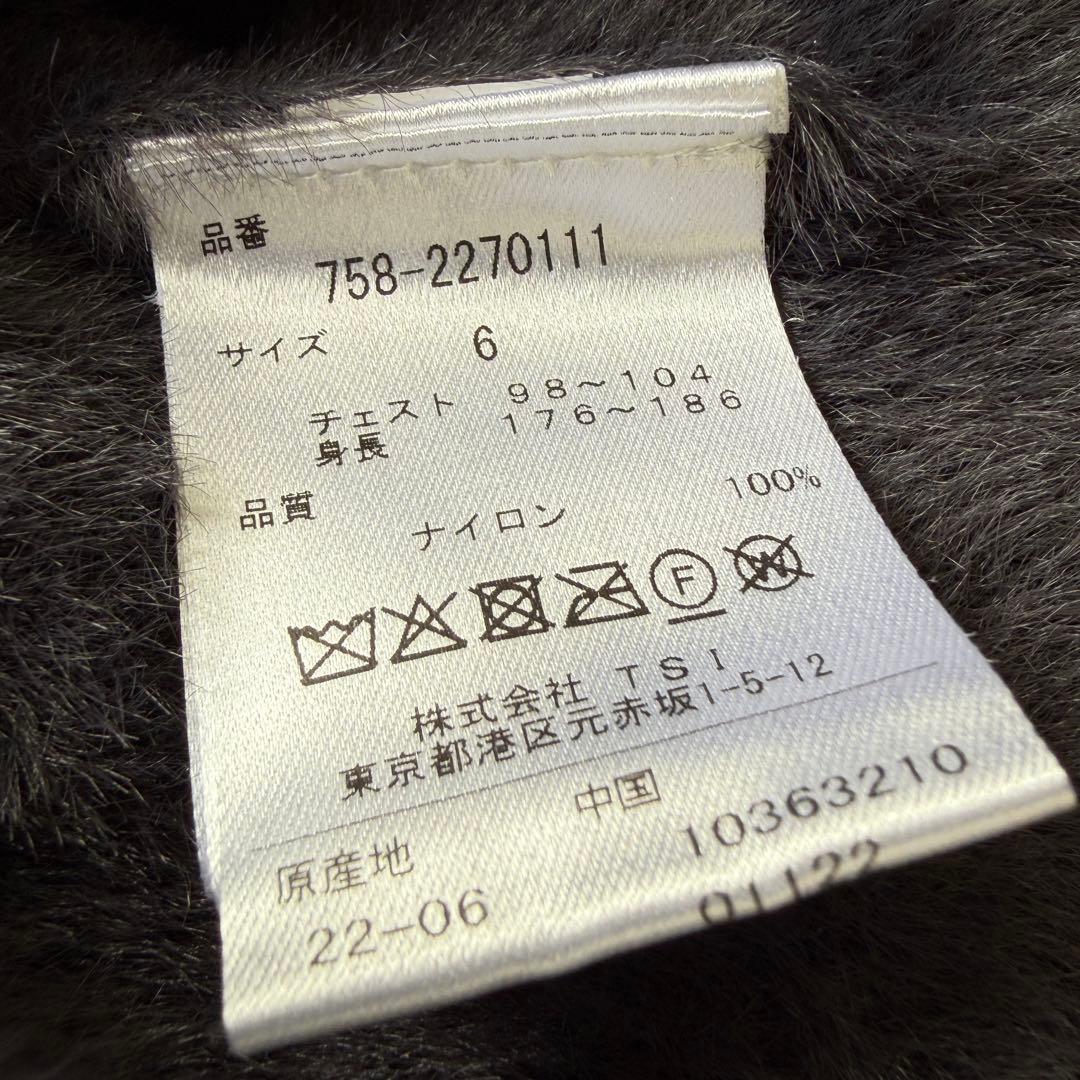 品番
758-2270111
サイズ 6
チェスト 98～104
身長 176～186
品質
ナイロン 100%
F W
株式会社 TSI
東京都港区元赤坂1-5-12
原産地 中国
22-06 10363210
01122